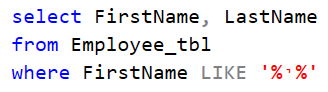 select FirstName, LastName
from Employee_tbl
where FirstName LIKE '%י%'